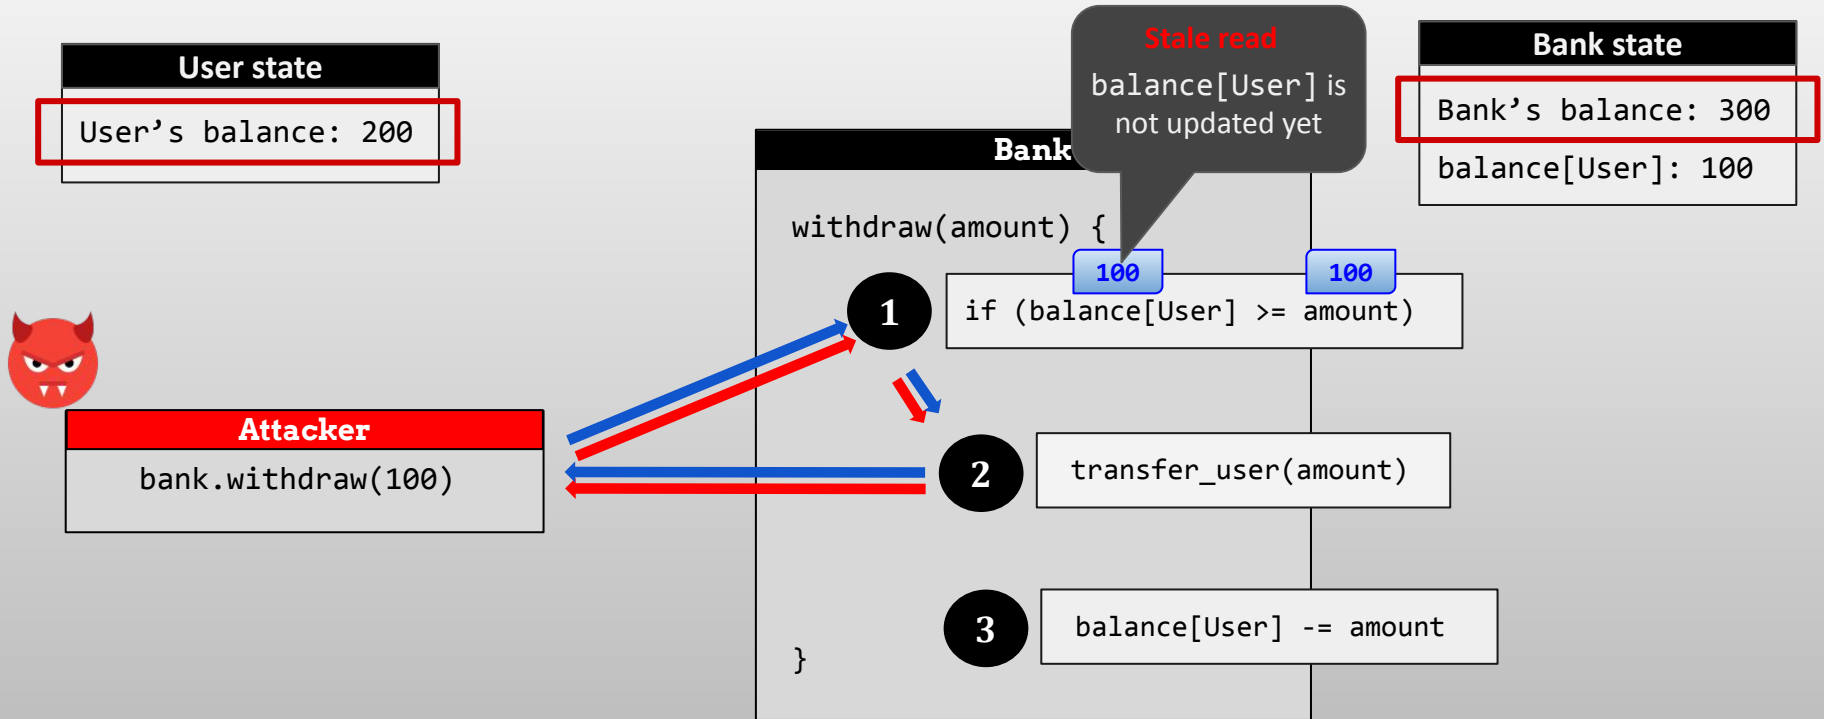 User state
User’s balance: 200
Stale read
balance[User] is
not updated yet
Bank state
Bank’s balance: 300
balance[User]: 100
Bank
withdraw(amount) {
100
100
1
if (balance[User] >= amount)
Attacker
bank.withdraw(100)
2
transfer_user(amount)
3
balance[User] -= amount
}